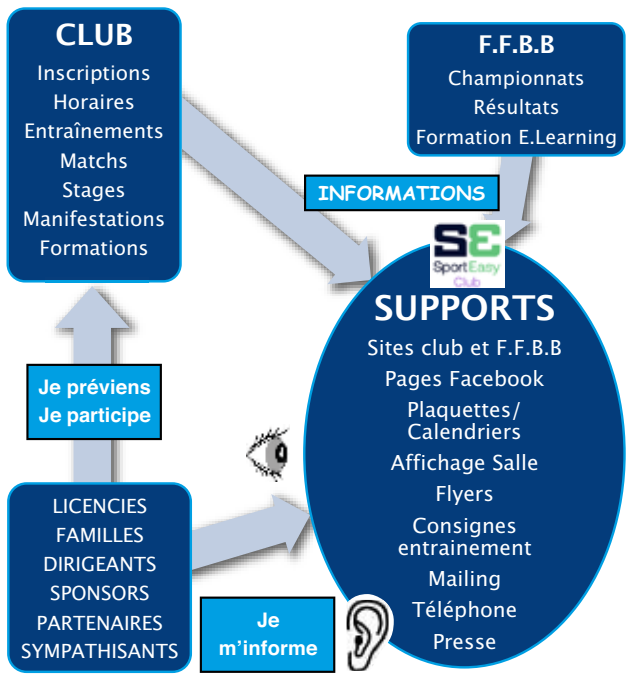 CLUB
Inscriptions
Horaires
Entraînements
Matchs
Stages
Manifestations
Formations
F.F.B.B
Championnats
Résultats
Formation E.Learning
INFORMATIONS
SE
SportEasy
Club
SUPPORTS
Sites club et F.F.B.B
Pages Facebook
Plaquettes/
Calendriers
Affichage Salle
Flyers
Consignes
entrainement
Mailing
Téléphone
Presse
Je préviens
Je participe
LICENCIES
FAMILLES
DIRIGEANTS
SPONSORS
PARTENAIRES
SYMPATHISANTS
Je
m'informe